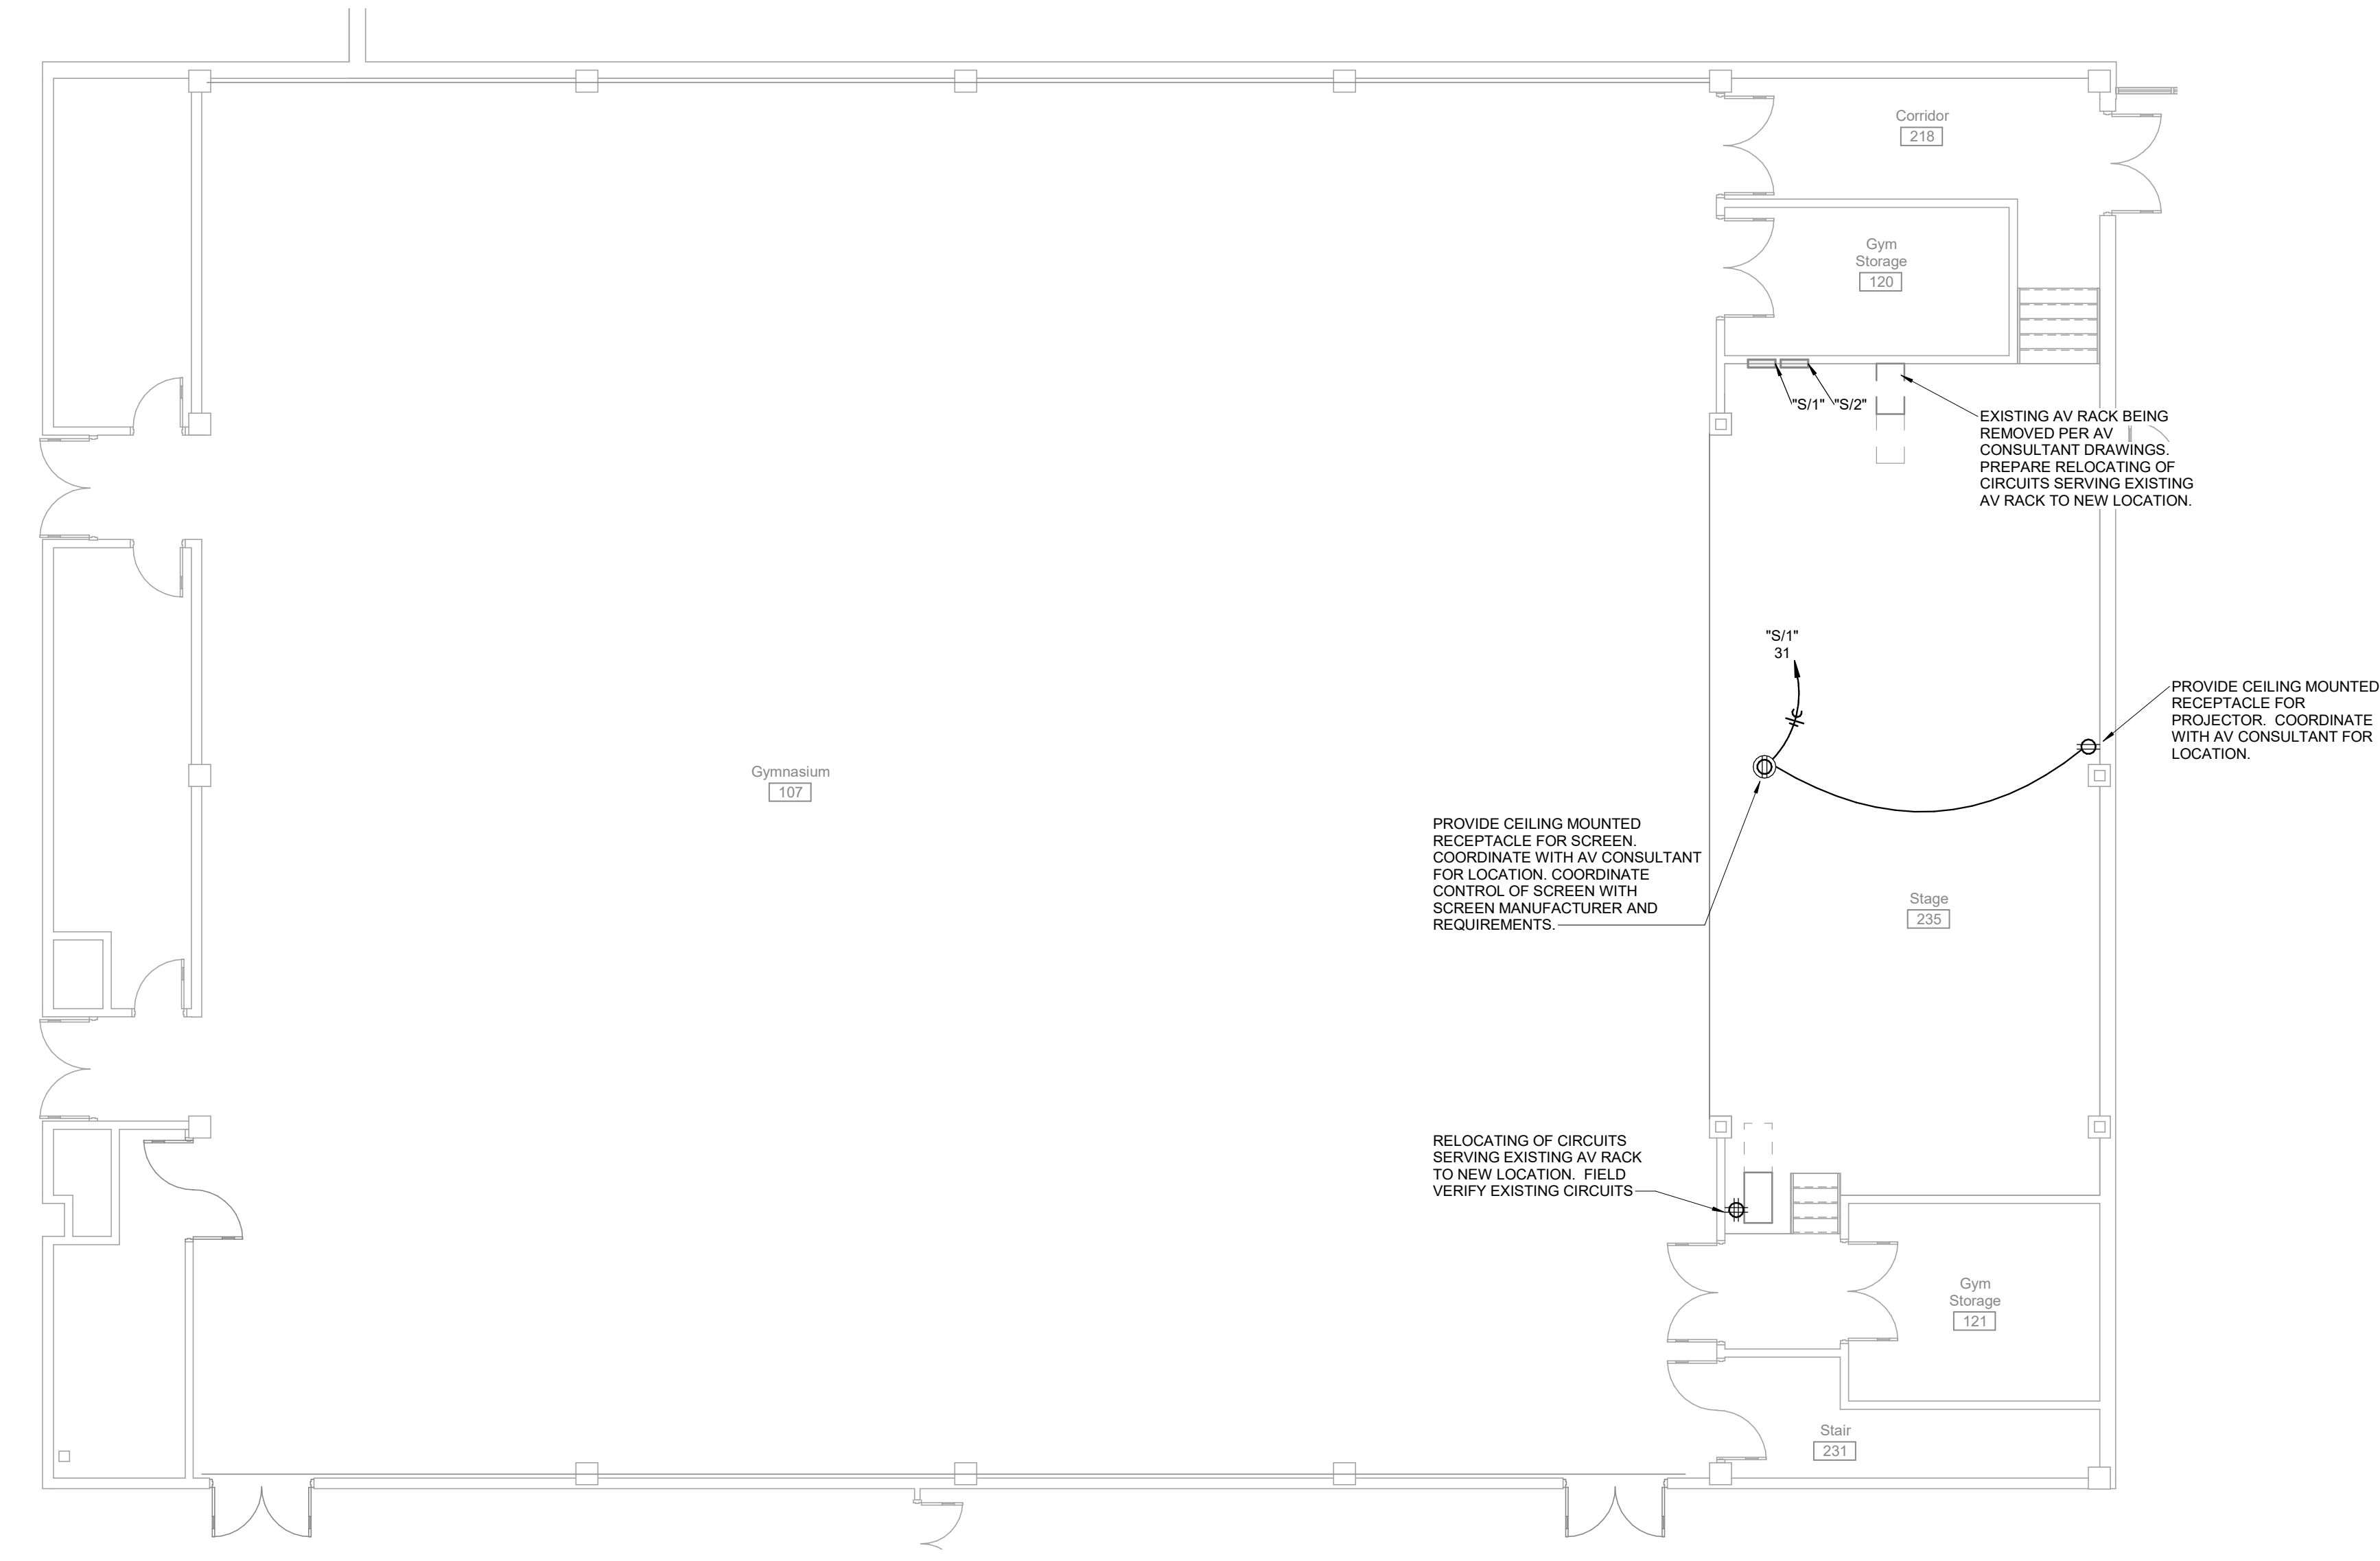 Corridor
218
Gym
Storage
120
"S/1" "S/2"
EXISTING AV RACK BEING
REMOVED PER AV
CONSULTANT DRAWINGS.
PREPARE RELOCATING OF
CIRCUITS SERVING EXISTING
AV RACK TO NEW LOCATION.
"S/1"
31
PROVIDE CEILING MOUNTED
RECEPTACLE FOR
PROJECTOR. COORDINATE
WITH AV CONSULTANT FOR
LOCATION.
Gymnasium
107
PROVIDE CEILING MOUNTED
RECEPTACLE FOR SCREEN.
COORDINATE WITH AV CONSULTANT
FOR LOCATION. COORDINATE
CONTROL OF SCREEN WITH
SCREEN MANUFACTURER AND
REQUIREMENTS.
Stage
235
RELOCATING OF CIRCUITS
SERVING EXISTING AV RACK
TO NEW LOCATION. FIELD
VERIFY EXISTING CIRCUITS
Gym
Storage
121
Stair
231